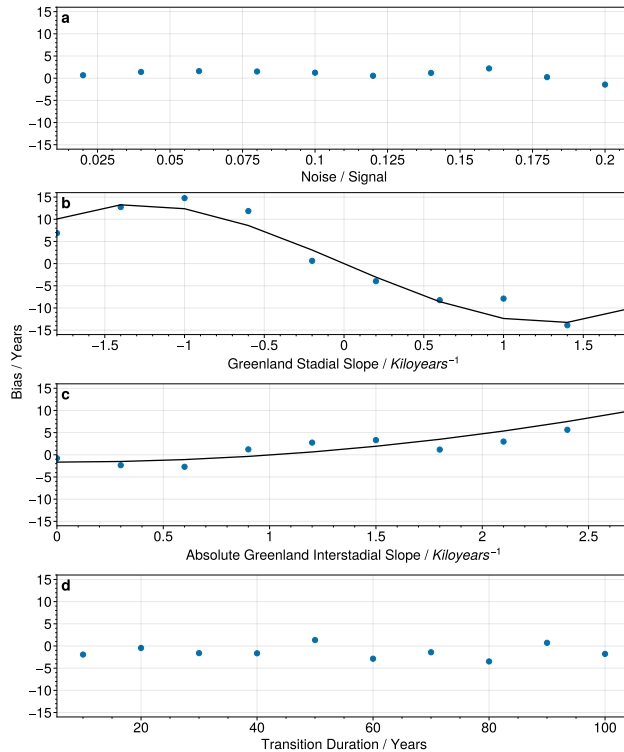 a
15
10
5
0
−5
−10
−15
0.025 0.05 0.075 0.1 0.125 0.15 0.175 0.2
Noise / Signal
b
15
10
5
0
−5
−10
−15
−1.5 −1 −0.5 0 0.5 1 1.5
Greenland Stadial Slope / Kiloyears⁻¹
Bias / Years
c
15
10
5
0
−5
−10
−15
0 0.5 1 1.5 2 2.5
Absolute Greenland Interstadial Slope / Kiloyears⁻¹
d
15
10
5
0
−5
−10
−15
20 40 60 80 100
Transition Duration / Years